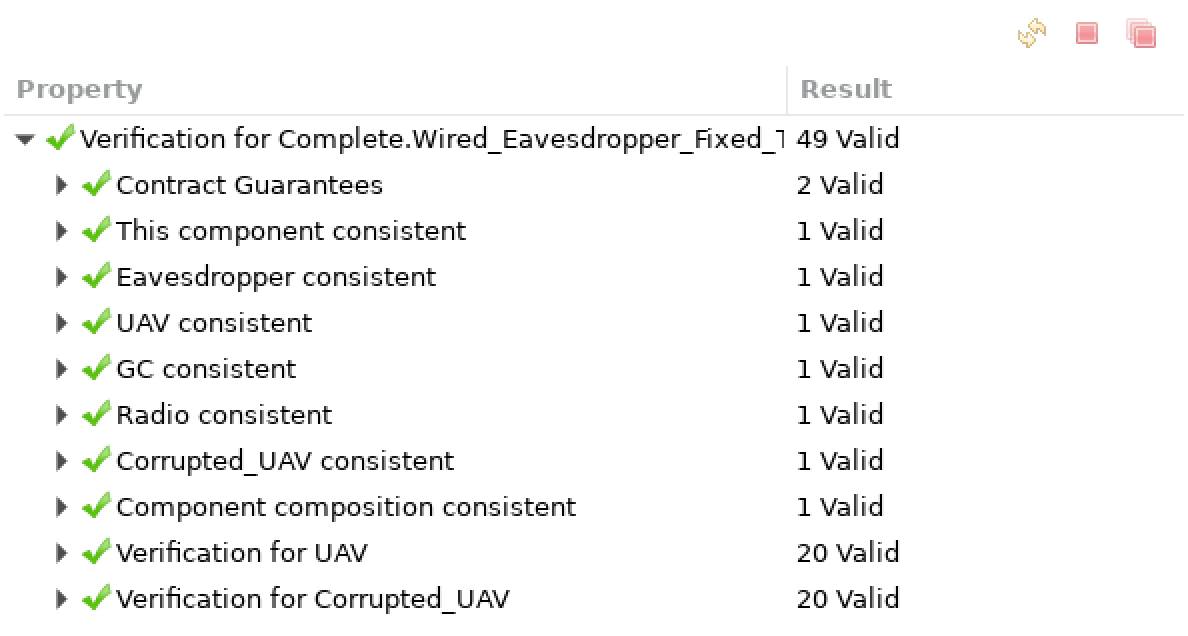 Property Result
Verification for Complete.Wired_Eavesdropper_Fixed_T 49 Valid
Contract Guarantees 2 Valid
This component consistent 1 Valid
Eavesdropper consistent 1 Valid
UAV consistent 1 Valid
GC consistent 1 Valid
Radio consistent 1 Valid
Corrupted_UAV consistent 1 Valid
Component composition consistent 1 Valid
Verification for UAV 20 Valid
Verification for Corrupted_UAV 20 Valid